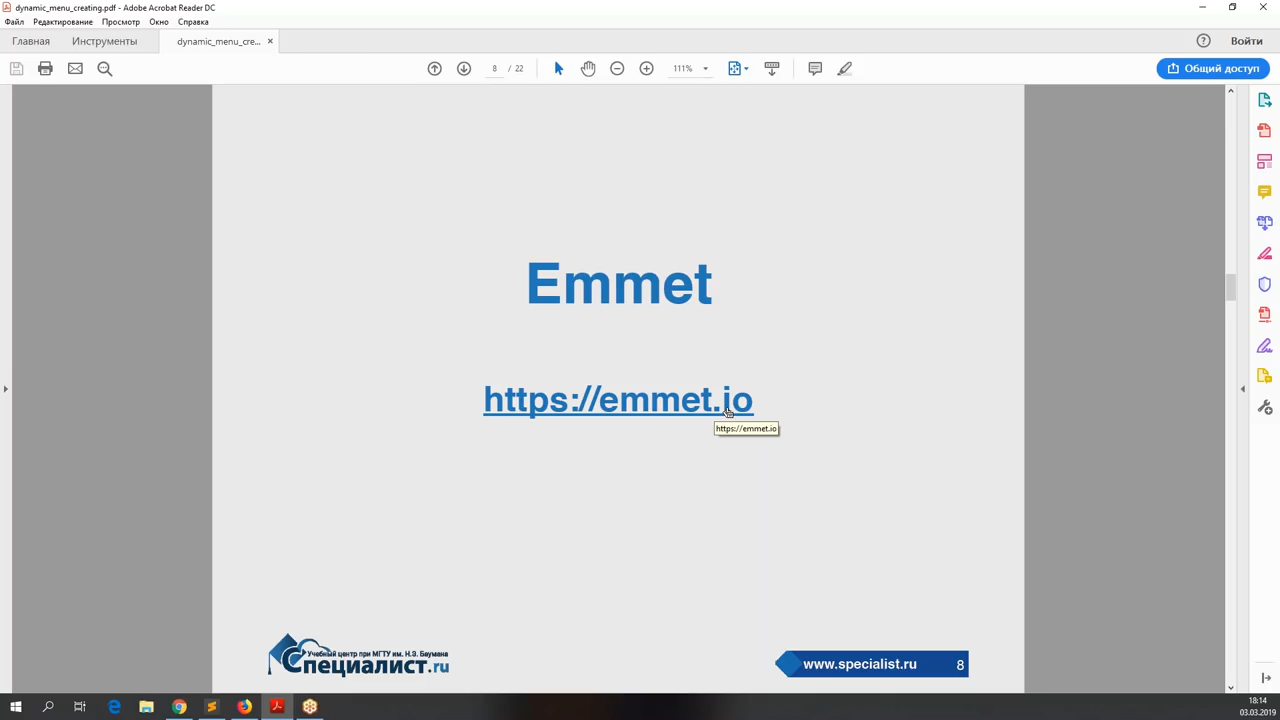 dynamic_menu_creating.pdf - Adobe Acrobat Reader DC
Файл Редактирование Просмотр Окно Справка
Главная Инструменты dynamic_menu_cre... × Войти
8 / 22 111% Общий доступ
Emmet
https://emmet.io
https://emmet.io
Учебный центр при МГТУ им. Н.Э. Баумана
Специалист.ru
www.specialist.ru 8
18:14
03.03.2019